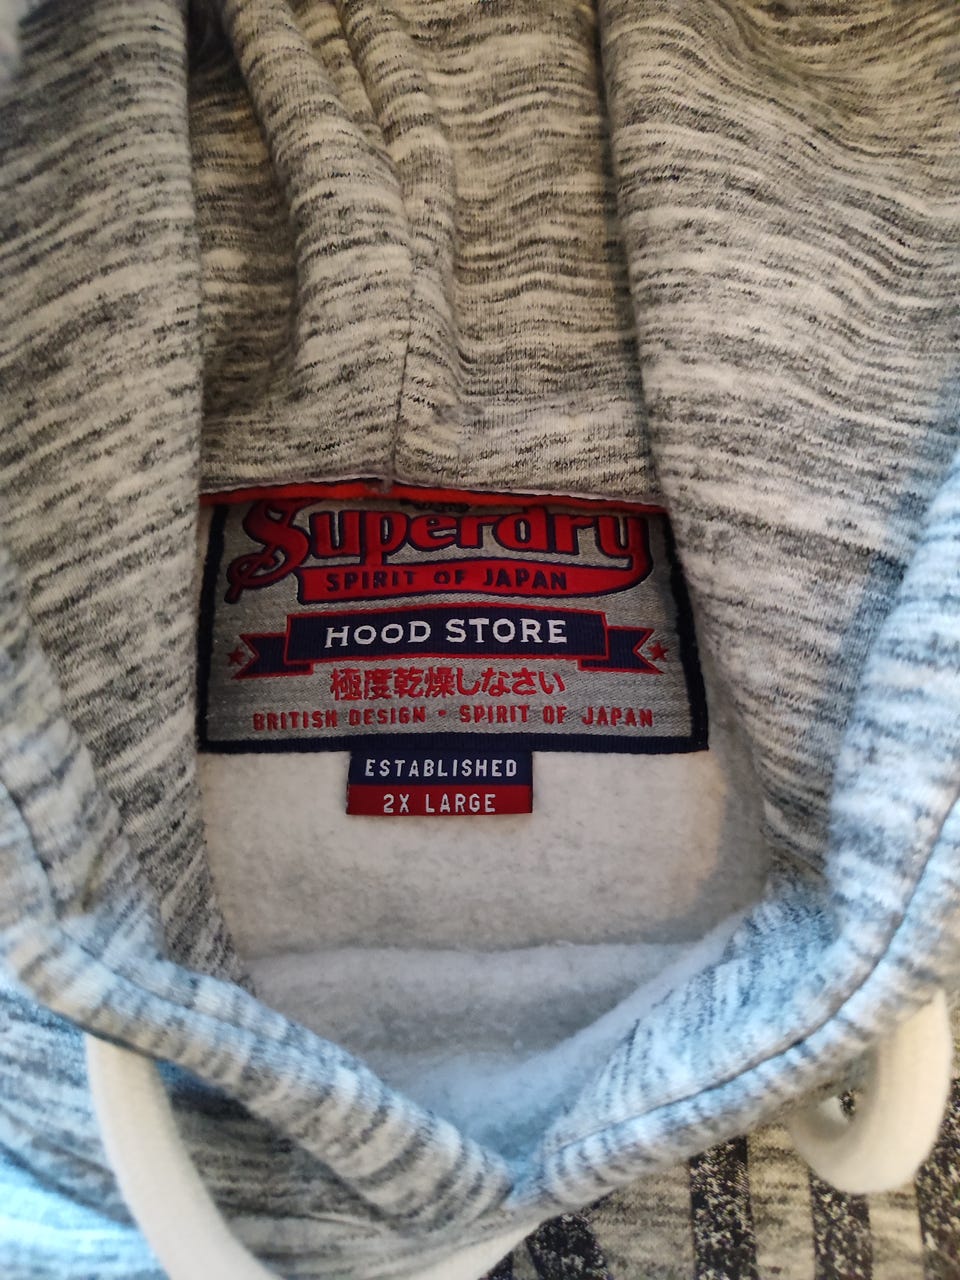 Superdry
SPIRIT OF JAPAN
HOOD STORE
極度乾燥しなさい
BRITISH DESIGN - SPIRIT OF JAPAN
ESTABLISHED
2X LARGE